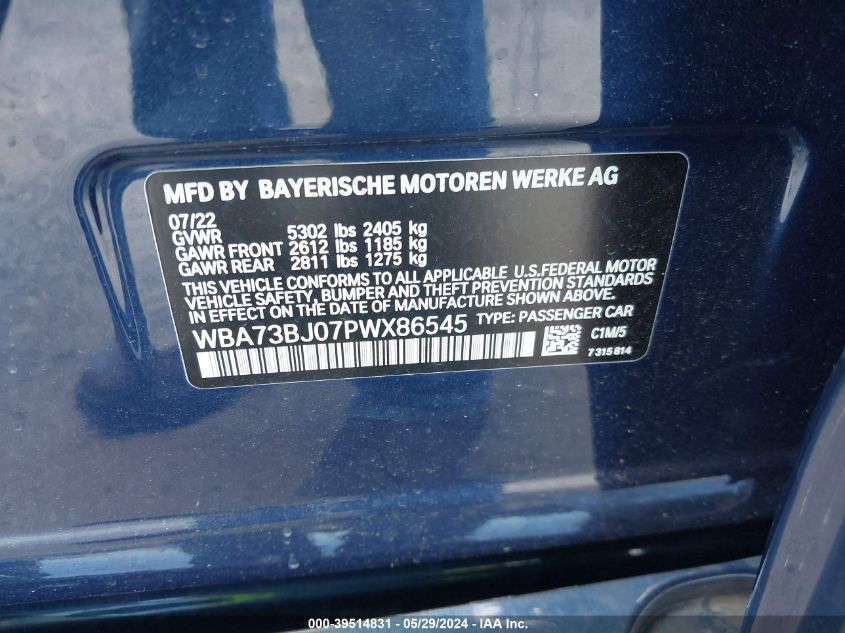 MFD BY BAYERISCHE MOTOREN WERKE AG
07/22
GVWR 5302 lbs 2405 kg
GAWR FRONT 2612 lbs 1185 kg
GAWR REAR 2811 lbs 1275 kg
THIS VEHICLE CONFORMS TO ALL APPLICABLE U.S.FEDERAL MOTOR
VEHICLE SAFETY, BUMPER AND THEFT PREVENTION STANDARDS
IN EFFECT ON THE DATE OF MANUFACTURE SHOWN ABOVE.
WBA73BJ07PWX86545 TYPE: PASSENGER CAR
C1M/5
7315814
000-39514831 - 05/29/2024 - IAA Inc.